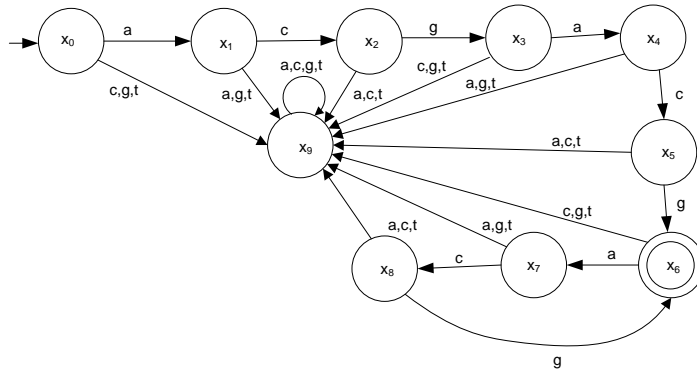 x₀
a
x₁
c
x₂
g
x₃
a
x₄
c,g,t
a,g,t
a,c,g,t
a,c,t
c,g,t
a,g,t
c
x₉
a,c,t
x₅
g
c,g,t
a,c,t
a,g,t
x₈
c
x₇
a
x₆
g